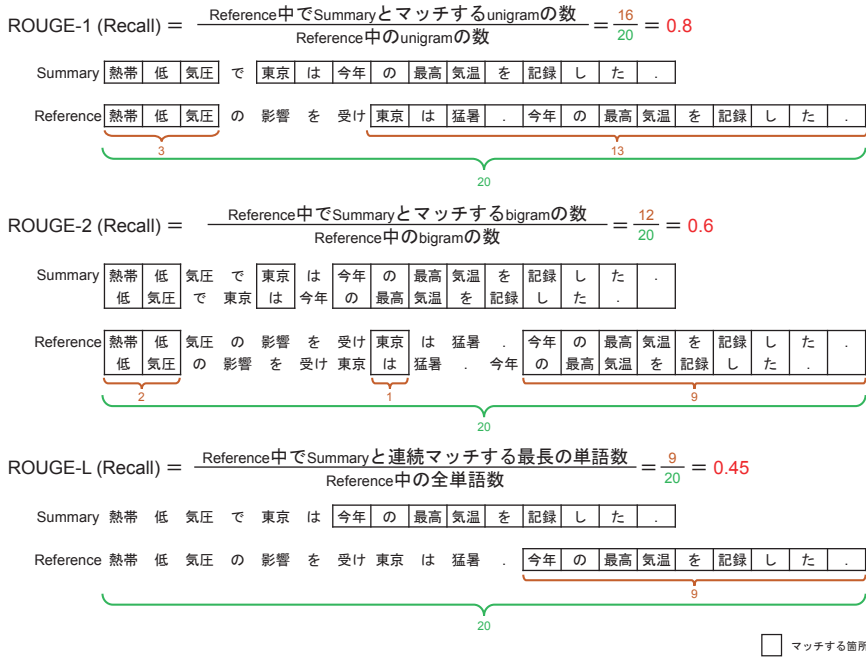 Reference中でSummaryとマッチするunigramの数
ROUGE-1 (Recall) = = 16 = 0.8
Reference中のunigramの数 20
Summary 熱帯 低 気圧 で 東京 は 今年 の 最高 気温 を 記録 し た .
Reference 熱帯 低 気圧 の 影響 を 受け 東京 は 猛暑 . 今年 の 最高 気温 を 記録 し た .
3 13
20
Reference中でSummaryとマッチするbigramの数
ROUGE-2 (Recall) = = 12 = 0.6
Reference中のbigramの数 20
Summary 熱帯 低 気圧 で 東京 は 今年 の 最高 気温 を 記録 し た .
低 気圧 で 東京 は 今年 の 最高 気温 を 記録 し た .
Reference 熱帯 低 気圧 の 影響 を 受け 東京 は 猛暑 . 今年 の 最高 気温 を 記録 し た .
低 気圧 の 影響 を 受け 東京 は 猛暑 . 今年 の 最高 気温 を 記録 し た .
2 1 9
20
Reference中でSummaryと連続マッチする最長の単語数
ROUGE-L (Recall) = = 9 = 0.45
Reference中の全単語数 20
Summary 熱帯 低 気圧 で 東京 は 今年 の 最高 気温 を 記録 し た .
Reference 熱帯 低 気圧 の 影響 を 受け 東京 は 猛暑 . 今年 の 最高 気温 を 記録 し た .
9
20
マッチする箇所